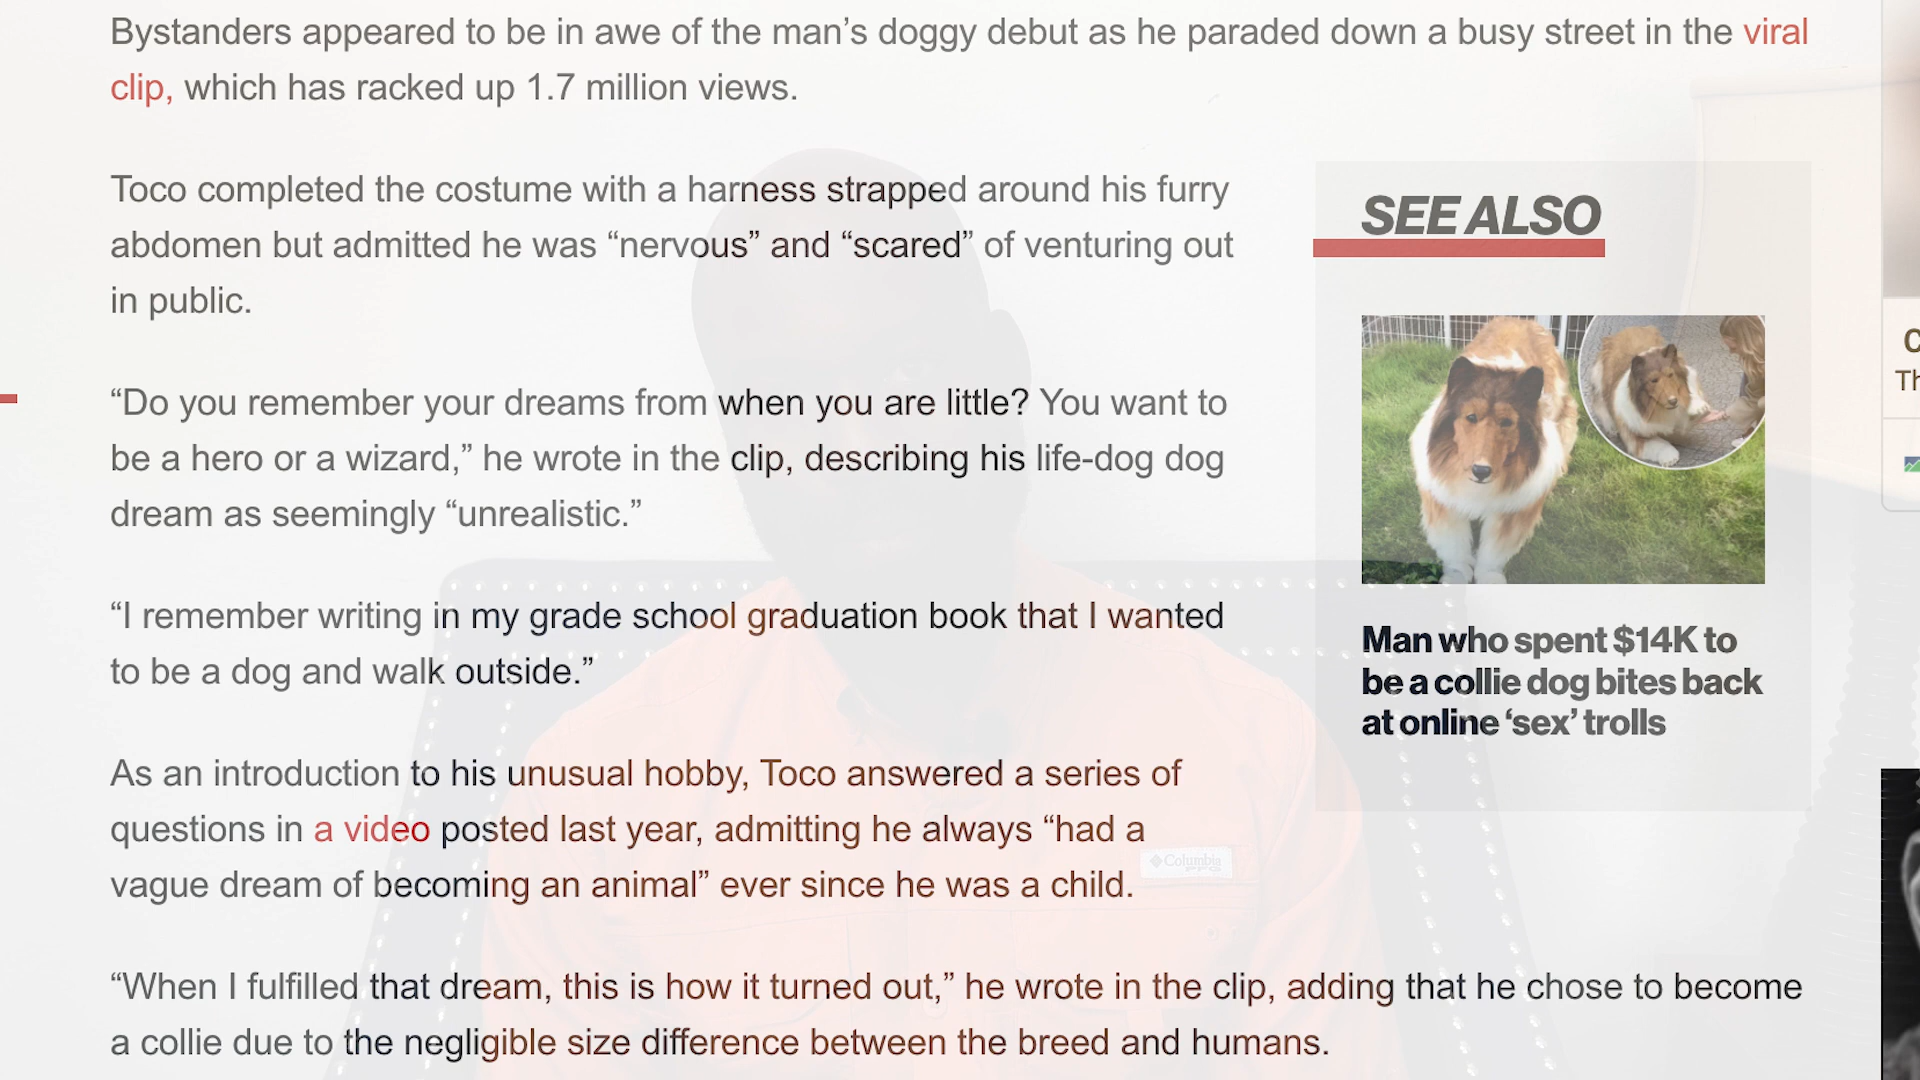 Bystanders appeared to be in awe of the man’s doggy debut as he paraded down a busy street in the viral
clip, which has racked up 1.7 million views.
Toco completed the costume with a harness strapped around his furry
abdomen but admitted he was “nervous” and “scared” of venturing out
in public.
“Do you remember your dreams from when you are little? You want to
be a hero or a wizard,” he wrote in the clip, describing his life-dog dog
dream as seemingly “unrealistic.”
“I remember writing in my grade school graduation book that I wanted
to be a dog and walk outside.”
As an introduction to his unusual hobby, Toco answered a series of
questions in a video posted last year, admitting he always “had a
vague dream of becoming an animal” ever since he was a child.
“When I fulfilled that dream, this is how it turned out,” he wrote in the clip, adding that he chose to become
a collie due to the negligible size difference between the breed and humans.
SEE ALSO
Man who spent $14K to
be a collie dog bites back
at online ‘sex’ trolls
Columbia